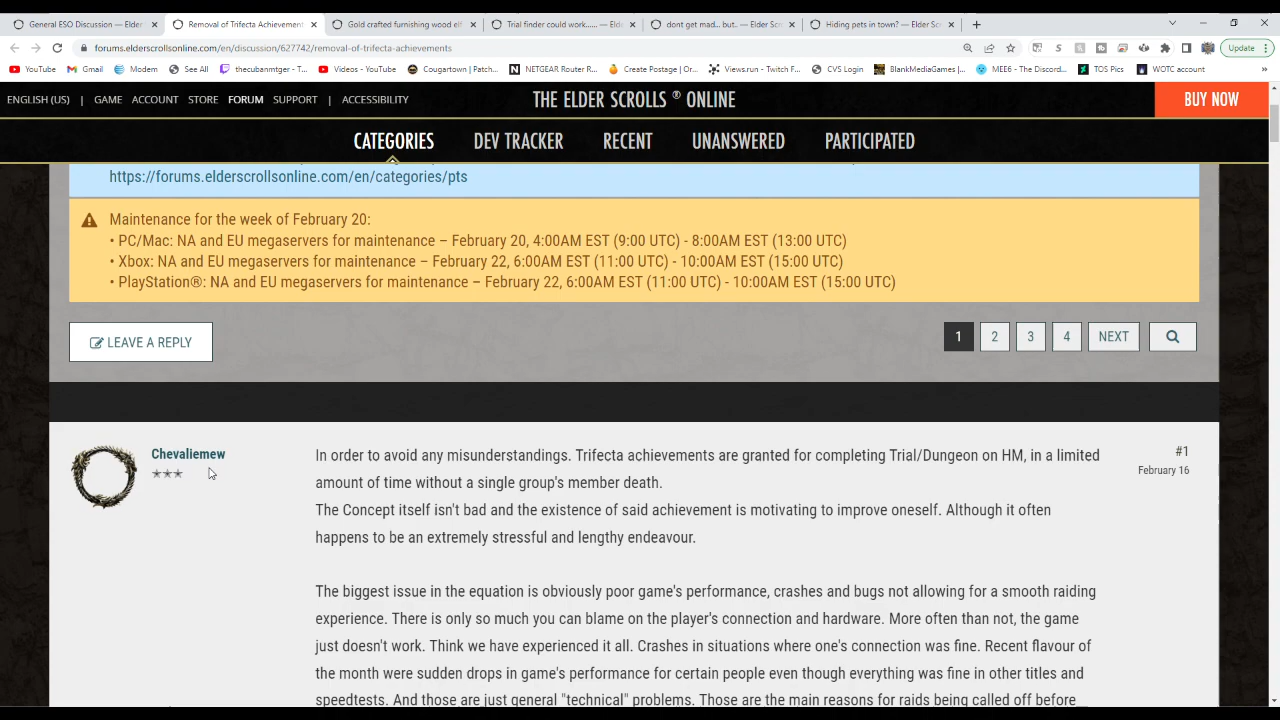 General ESO Discussion — Elder S
Removal of Trifecta Achievement
Gold crafted furnishing wood elf
Trial finder could work...... — Eld
dont get mad... but.. — Elder Scr
Hiding pets in town? — Elder Scr
forums.elderscrollsonline.com/en/discussion/627742/removal-of-trifecta-achievements
Update
YouTube
Gmail
Modem
See All
thecubanmtger - T...
Videos - YouTube
Cougartown | Patch...
NETGEAR Router R...
Create Postage | Or...
Views.run - Twitch F...
CVS Login
BlankMediaGames |...
MEE6 - The Discord...
TOS Pics
WOTC account
»
ENGLISH (US) | GAME ACCOUNT STORE FORUM SUPPORT | ACCESSIBILITY
THE ELDER SCROLLS ® ONLINE
BUY NOW
CATEGORIES DEV TRACKER RECENT UNANSWERED PARTICIPATED
https://forums.elderscrollsonline.com/en/categories/pts
Maintenance for the week of February 20:
• PC/Mac: NA and EU megaservers for maintenance – February 20, 4:00AM EST (9:00 UTC) - 8:00AM EST (13:00 UTC)
• Xbox: NA and EU megaservers for maintenance – February 22, 6:00AM EST (11:00 UTC) - 10:00AM EST (15:00 UTC)
• PlayStation®: NA and EU megaservers for maintenance – February 22, 6:00AM EST (11:00 UTC) - 10:00AM EST (15:00 UTC)
LEAVE A REPLY
1 2 3 4 NEXT
Chevaliemew
#1
February 16
In order to avoid any misunderstandings. Trifecta achievements are granted for completing Trial/Dungeon on HM, in a limited
amount of time without a single group's member death.
The Concept itself isn't bad and the existence of said achievement is motivating to improve oneself. Although it often
happens to be an extremely stressful and lengthy endeavour.
The biggest issue in the equation is obviously poor game's performance, crashes and bugs not allowing for a smooth raiding
experience. There is only so much you can blame on the player's connection and hardware. More often than not, the game
just doesn't work. Think we have experienced it all. Crashes in situations where one's connection was fine. Recent flavour of
the month were sudden drops in game's performance for certain people even though everything was fine in other titles and
speedtests. And those are just general "technical" problems. Those are the main reasons for raids being called off before